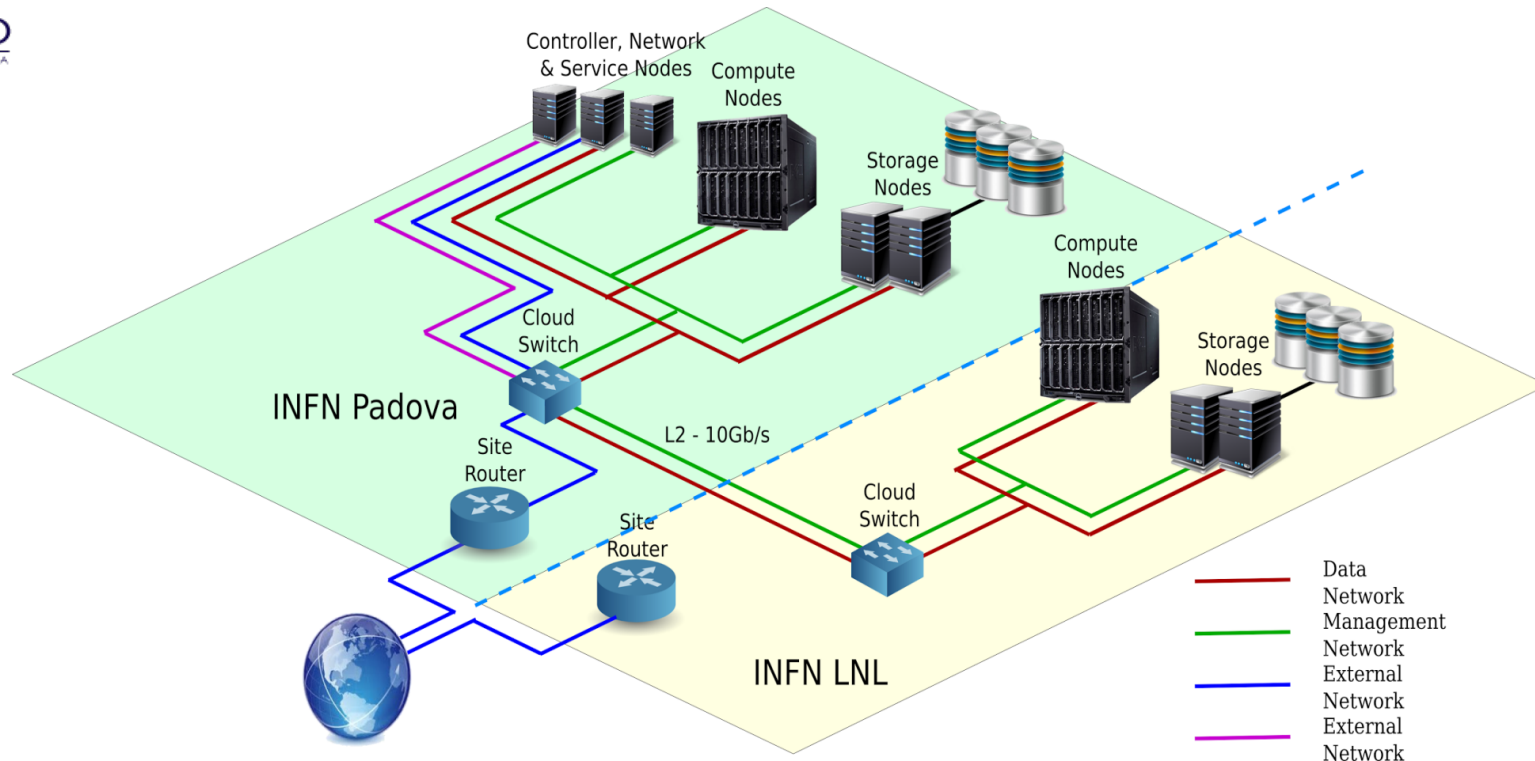 Controller, Network
& Service Nodes
Compute
Nodes
Storage
Nodes
Compute
Nodes
Cloud
Switch
Storage
Nodes
INFN Padova
L2 - 10Gb/s
Site
Router
Cloud
Switch
Site
Router
INFN LNL
Data
Network
Management
Network
External
Network
External
Network